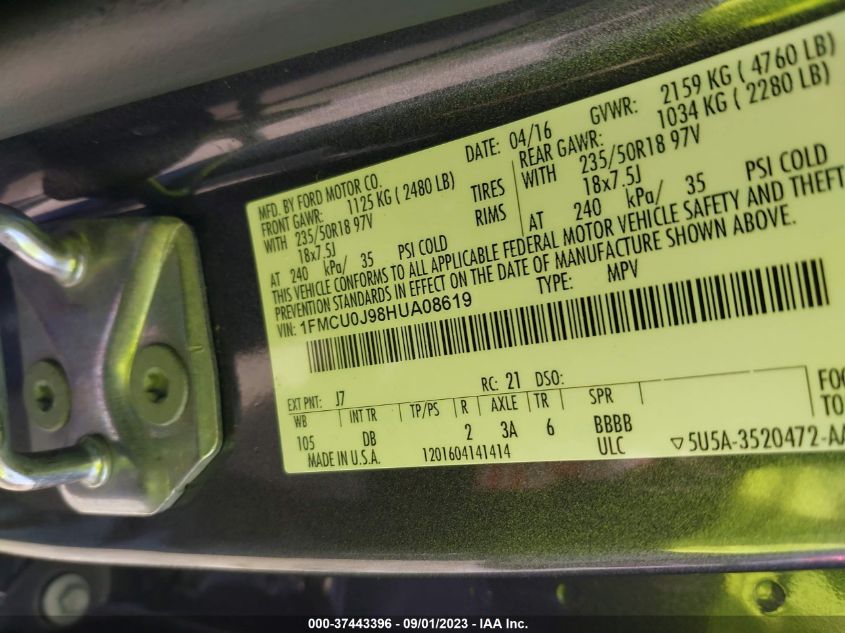 MFD. BY FORD MOTOR CO.
DATE: 04/16
GVWR: 2159 KG ( 4760 LB)
FRONT GAWR: 1125 KG ( 2480 LB)
REAR GAWR: 1034 KG ( 2280 LB)
WITH 235/50R18 97V TIRES WITH 235/50R18 97V
18x7.5J RIMS 18x7.5J
AT 240 kPa/ 35 PSI COLD AT 240 kPa/ 35 PSI COLD
THIS VEHICLE CONFORMS TO ALL APPLICABLE FEDERAL MOTOR VEHICLE SAFETY AND THEFT
PREVENTION STANDARDS IN EFFECT ON THE DATE OF MANUFACTURE SHOWN ABOVE.
VIN: 1FMCU0J98HUA08619 TYPE: MPV
EXT PNT: J7 RC: 21 DSO:
WB INT TR TP/PS R AXLE TR SPR
105 DB 2 3A 6 BBBB
MADE IN U.S.A. 1201604141414 ULC
▽5U5A-3520472-AA
000-37443396 - 09/01/2023 - IAA Inc.